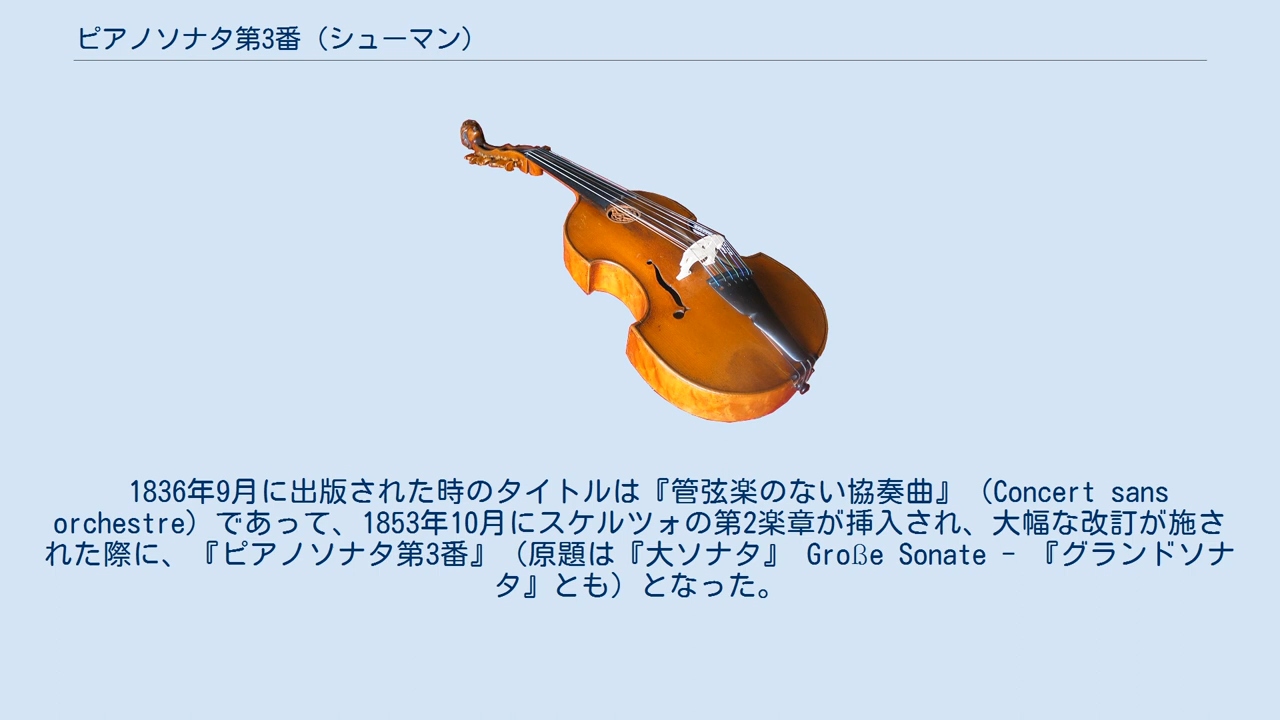 ピアノソナタ第3番（シューマン）
1836年9月に出版された時のタイトルは『管弦楽のない協奏曲』（Concert sans
orchestre）であって、1853年10月にスケルツォの第2楽章が挿入され、大幅な改訂が施さ
れた際に、『ピアノソナタ第3番』（原題は『大ソナタ』 Große Sonate – 『グランドソナ
タ』とも）となった。